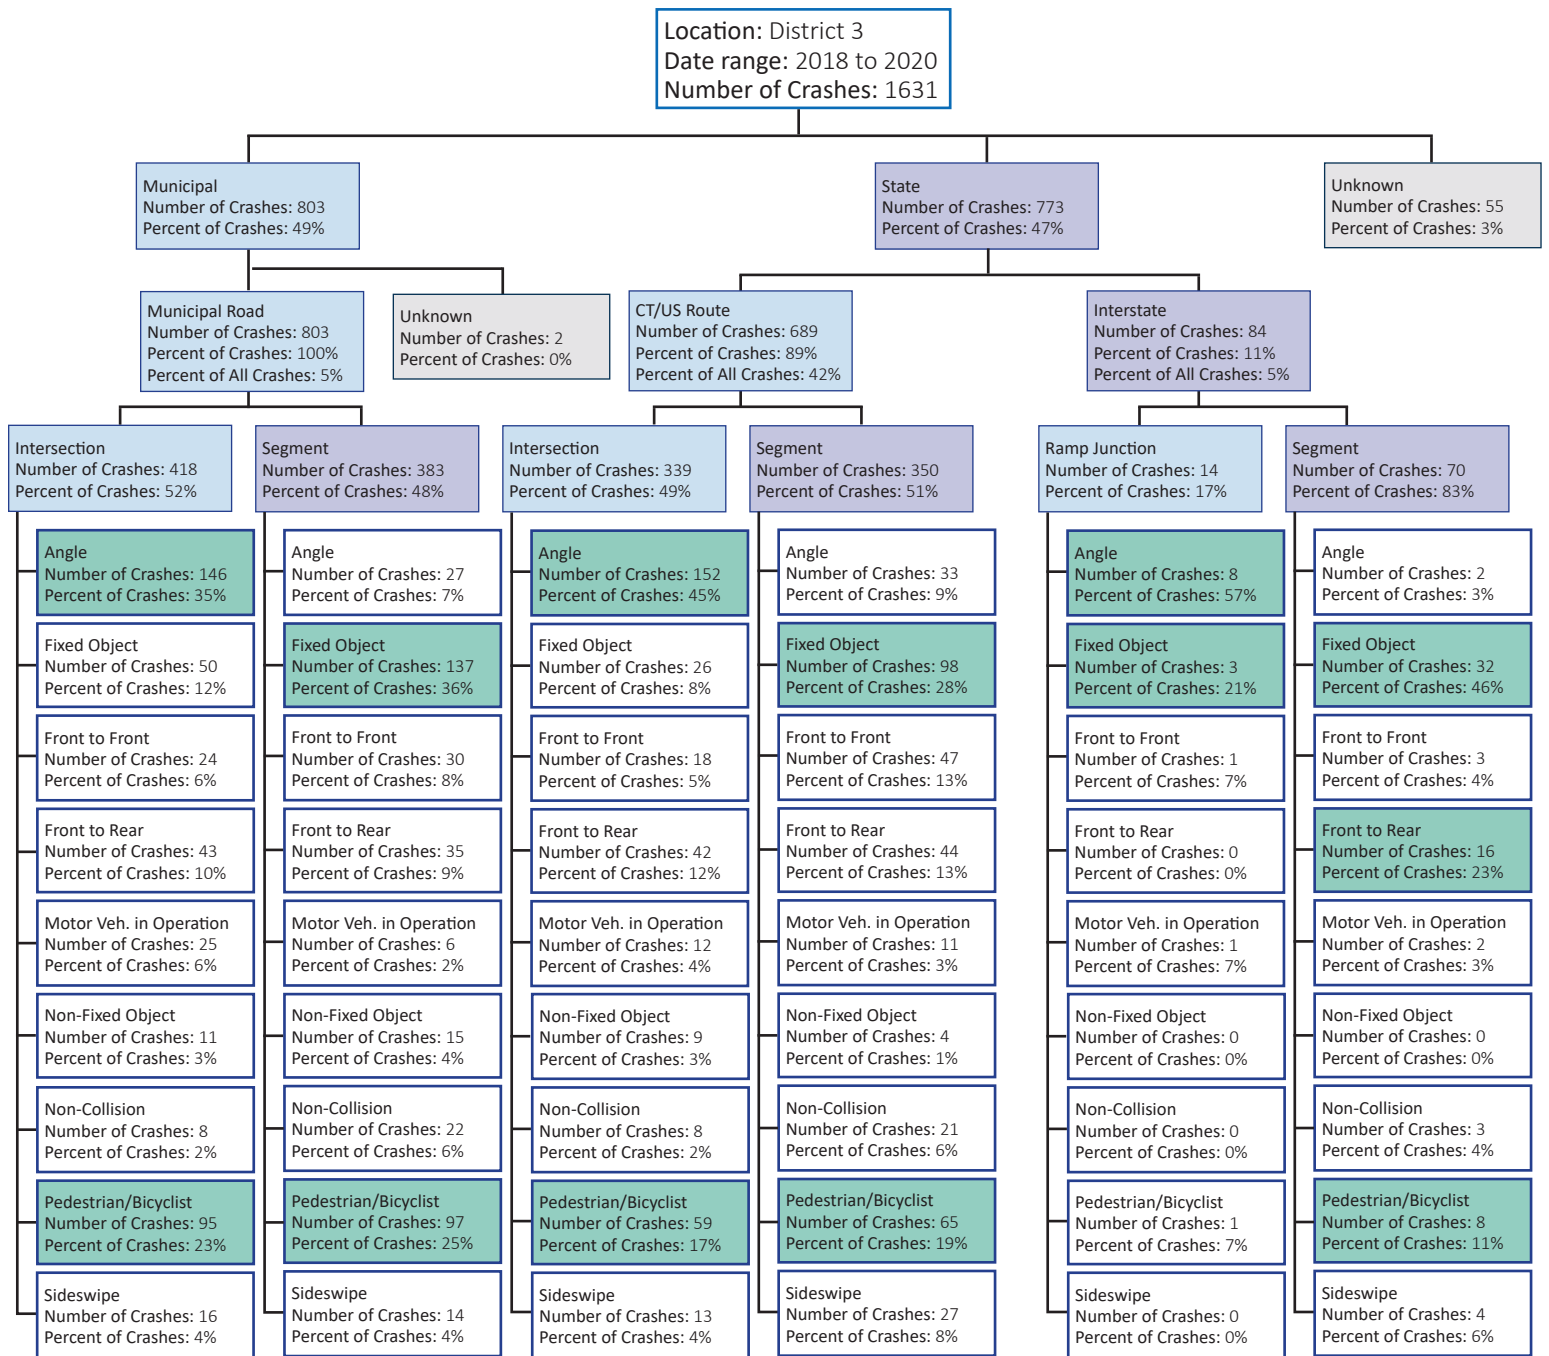 Location: District 3
Date range: 2018 to 2020
Number of Crashes: 1631
Municipal
Number of Crashes: 803
Percent of Crashes: 49%
State
Number of Crashes: 773
Percent of Crashes: 47%
Unknown
Number of Crashes: 55
Percent of Crashes: 3%
Municipal Road
Number of Crashes: 803
Percent of Crashes: 100%
Percent of All Crashes: 5%
Unknown
Number of Crashes: 2
Percent of Crashes: 0%
CT/US Route
Number of Crashes: 689
Percent of Crashes: 89%
Percent of All Crashes: 42%
Interstate
Number of Crashes: 84
Percent of Crashes: 11%
Percent of All Crashes: 5%
Intersection
Number of Crashes: 418
Percent of Crashes: 52%
Angle
Number of Crashes: 146
Percent of Crashes: 35%
Fixed Object
Number of Crashes: 50
Percent of Crashes: 12%
Front to Front
Number of Crashes: 24
Percent of Crashes: 6%
Front to Rear
Number of Crashes: 43
Percent of Crashes: 10%
Motor Veh. in Operation
Number of Crashes: 25
Percent of Crashes: 6%
Non-Fixed Object
Number of Crashes: 11
Percent of Crashes: 3%
Non-Collision
Number of Crashes: 8
Percent of Crashes: 2%
Pedestrian/Bicyclist
Number of Crashes: 95
Percent of Crashes: 23%
Sideswipe
Number of Crashes: 16
Percent of Crashes: 4%
Segment
Number of Crashes: 383
Percent of Crashes: 48%
Angle
Number of Crashes: 27
Percent of Crashes: 7%
Fixed Object
Number of Crashes: 137
Percent of Crashes: 36%
Front to Front
Number of Crashes: 30
Percent of Crashes: 8%
Front to Rear
Number of Crashes: 35
Percent of Crashes: 9%
Motor Veh. in Operation
Number of Crashes: 6
Percent of Crashes: 2%
Non-Fixed Object
Number of Crashes: 15
Percent of Crashes: 4%
Non-Collision
Number of Crashes: 22
Percent of Crashes: 6%
Pedestrian/Bicyclist
Number of Crashes: 97
Percent of Crashes: 25%
Sideswipe
Number of Crashes: 14
Percent of Crashes: 4%
Intersection
Number of Crashes: 339
Percent of Crashes: 49%
Angle
Number of Crashes: 152
Percent of Crashes: 45%
Fixed Object
Number of Crashes: 26
Percent of Crashes: 8%
Front to Front
Number of Crashes: 18
Percent of Crashes: 5%
Front to Rear
Number of Crashes: 42
Percent of Crashes: 12%
Motor Veh. in Operation
Number of Crashes: 12
Percent of Crashes: 4%
Non-Fixed Object
Number of Crashes: 9
Percent of Crashes: 3%
Non-Collision
Number of Crashes: 8
Percent of Crashes: 2%
Pedestrian/Bicyclist
Number of Crashes: 59
Percent of Crashes: 17%
Sideswipe
Number of Crashes: 13
Percent of Crashes: 4%
Segment
Number of Crashes: 350
Percent of Crashes: 51%
Angle
Number of Crashes: 33
Percent of Crashes: 9%
Fixed Object
Number of Crashes: 98
Percent of Crashes: 28%
Front to Front
Number of Crashes: 47
Percent of Crashes: 13%
Front to Rear
Number of Crashes: 44
Percent of Crashes: 13%
Motor Veh. in Operation
Number of Crashes: 11
Percent of Crashes: 3%
Non-Fixed Object
Number of Crashes: 4
Percent of Crashes: 1%
Non-Collision
Number of Crashes: 21
Percent of Crashes: 6%
Pedestrian/Bicyclist
Number of Crashes: 65
Percent of Crashes: 19%
Sideswipe
Number of Crashes: 27
Percent of Crashes: 8%
Ramp Junction
Number of Crashes: 14
Percent of Crashes: 17%
Angle
Number of Crashes: 8
Percent of Crashes: 57%
Fixed Object
Number of Crashes: 3
Percent of Crashes: 21%
Front to Front
Number of Crashes: 1
Percent of Crashes: 7%
Front to Rear
Number of Crashes: 0
Percent of Crashes: 0%
Motor Veh. in Operation
Number of Crashes: 1
Percent of Crashes: 7%
Non-Fixed Object
Number of Crashes: 0
Percent of Crashes: 0%
Non-Collision
Number of Crashes: 0
Percent of Crashes: 0%
Pedestrian/Bicyclist
Number of Crashes: 1
Percent of Crashes: 7%
Sideswipe
Number of Crashes: 0
Percent of Crashes: 0%
Segment
Number of Crashes: 70
Percent of Crashes: 83%
Angle
Number of Crashes: 2
Percent of Crashes: 3%
Fixed Object
Number of Crashes: 32
Percent of Crashes: 46%
Front to Front
Number of Crashes: 3
Percent of Crashes: 4%
Front to Rear
Number of Crashes: 16
Percent of Crashes: 23%
Motor Veh. in Operation
Number of Crashes: 2
Percent of Crashes: 3%
Non-Fixed Object
Number of Crashes: 0
Percent of Crashes: 0%
Non-Collision
Number of Crashes: 3
Percent of Crashes: 4%
Pedestrian/Bicyclist
Number of Crashes: 8
Percent of Crashes: 11%
Sideswipe
Number of Crashes: 4
Percent of Crashes: 6%